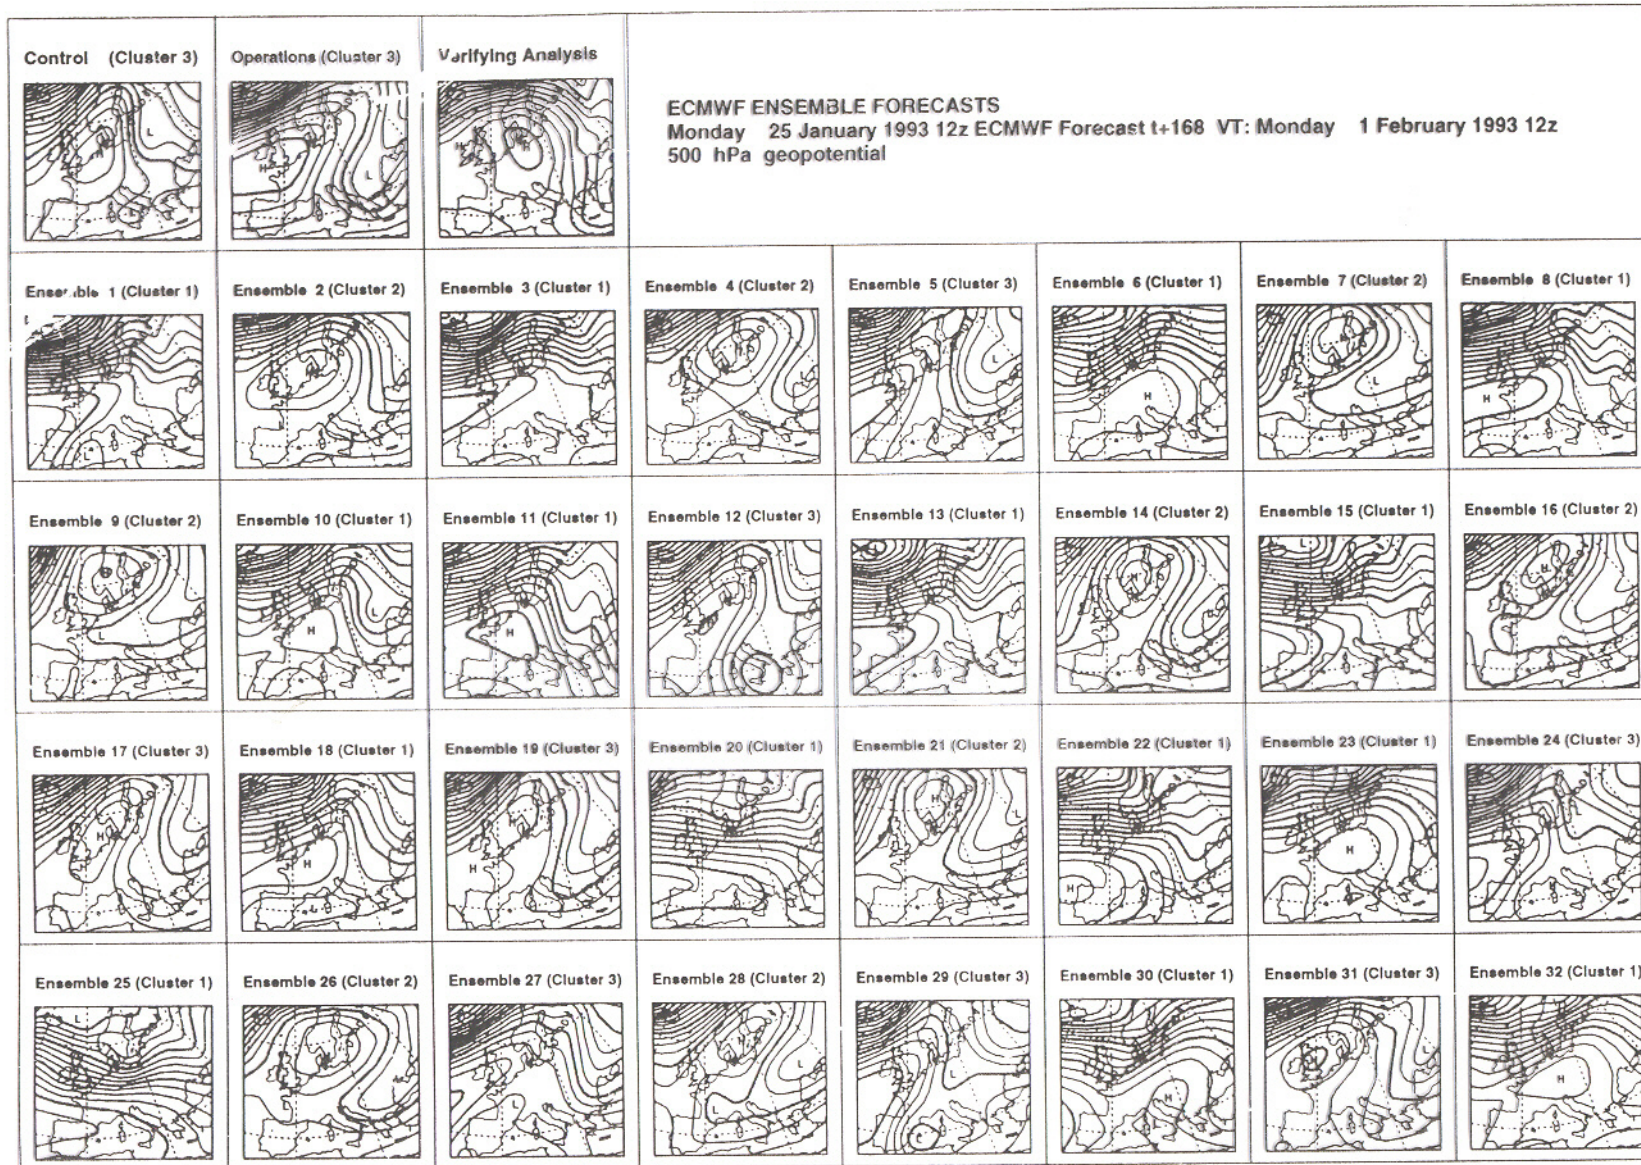 Control (Cluster 3)
Operations (Cluster 3)
Verifying Analysis
ECMWF ENSEMBLE FORECASTS
Monday 25 January 1993 12z ECMWF Forecast t+168 VT: Monday 1 February 1993 12z
500 hPa geopotential
Ensemble 1 (Cluster 1)
Ensemble 2 (Cluster 2)
Ensemble 3 (Cluster 1)
Ensemble 4 (Cluster 2)
Ensemble 5 (Cluster 3)
Ensemble 6 (Cluster 1)
Ensemble 7 (Cluster 2)
Ensemble 8 (Cluster 1)
Ensemble 9 (Cluster 2)
Ensemble 10 (Cluster 1)
Ensemble 11 (Cluster 1)
Ensemble 12 (Cluster 3)
Ensemble 13 (Cluster 1)
Ensemble 14 (Cluster 2)
Ensemble 15 (Cluster 1)
Ensemble 16 (Cluster 2)
Ensemble 17 (Cluster 3)
Ensemble 18 (Cluster 1)
Ensemble 19 (Cluster 3)
Ensemble 20 (Cluster 1)
Ensemble 21 (Cluster 2)
Ensemble 22 (Cluster 1)
Ensemble 23 (Cluster 1)
Ensemble 24 (Cluster 3)
Ensemble 25 (Cluster 1)
Ensemble 26 (Cluster 2)
Ensemble 27 (Cluster 3)
Ensemble 28 (Cluster 2)
Ensemble 29 (Cluster 3)
Ensemble 30 (Cluster 1)
Ensemble 31 (Cluster 3)
Ensemble 32 (Cluster 1)